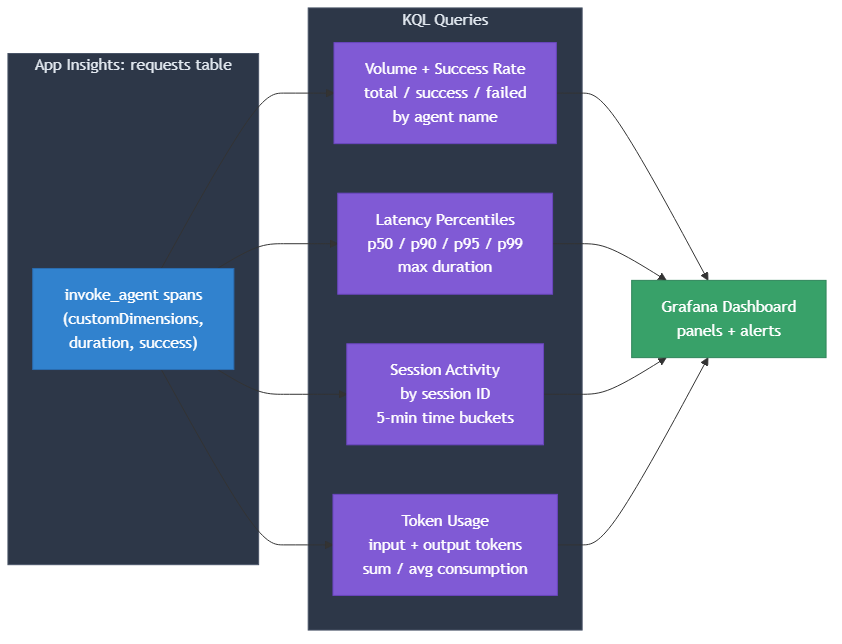 App Insights: requests table
invoke_agent spans
(customDimensions,
duration, success)
KQL Queries
Volume + Success Rate
total / success / failed
by agent name
Latency Percentiles
p50 / p90 / p95 / p99
max duration
Session Activity
by session ID
5-min time buckets
Token Usage
input + output tokens
sum / avg consumption
Grafana Dashboard
panels + alerts